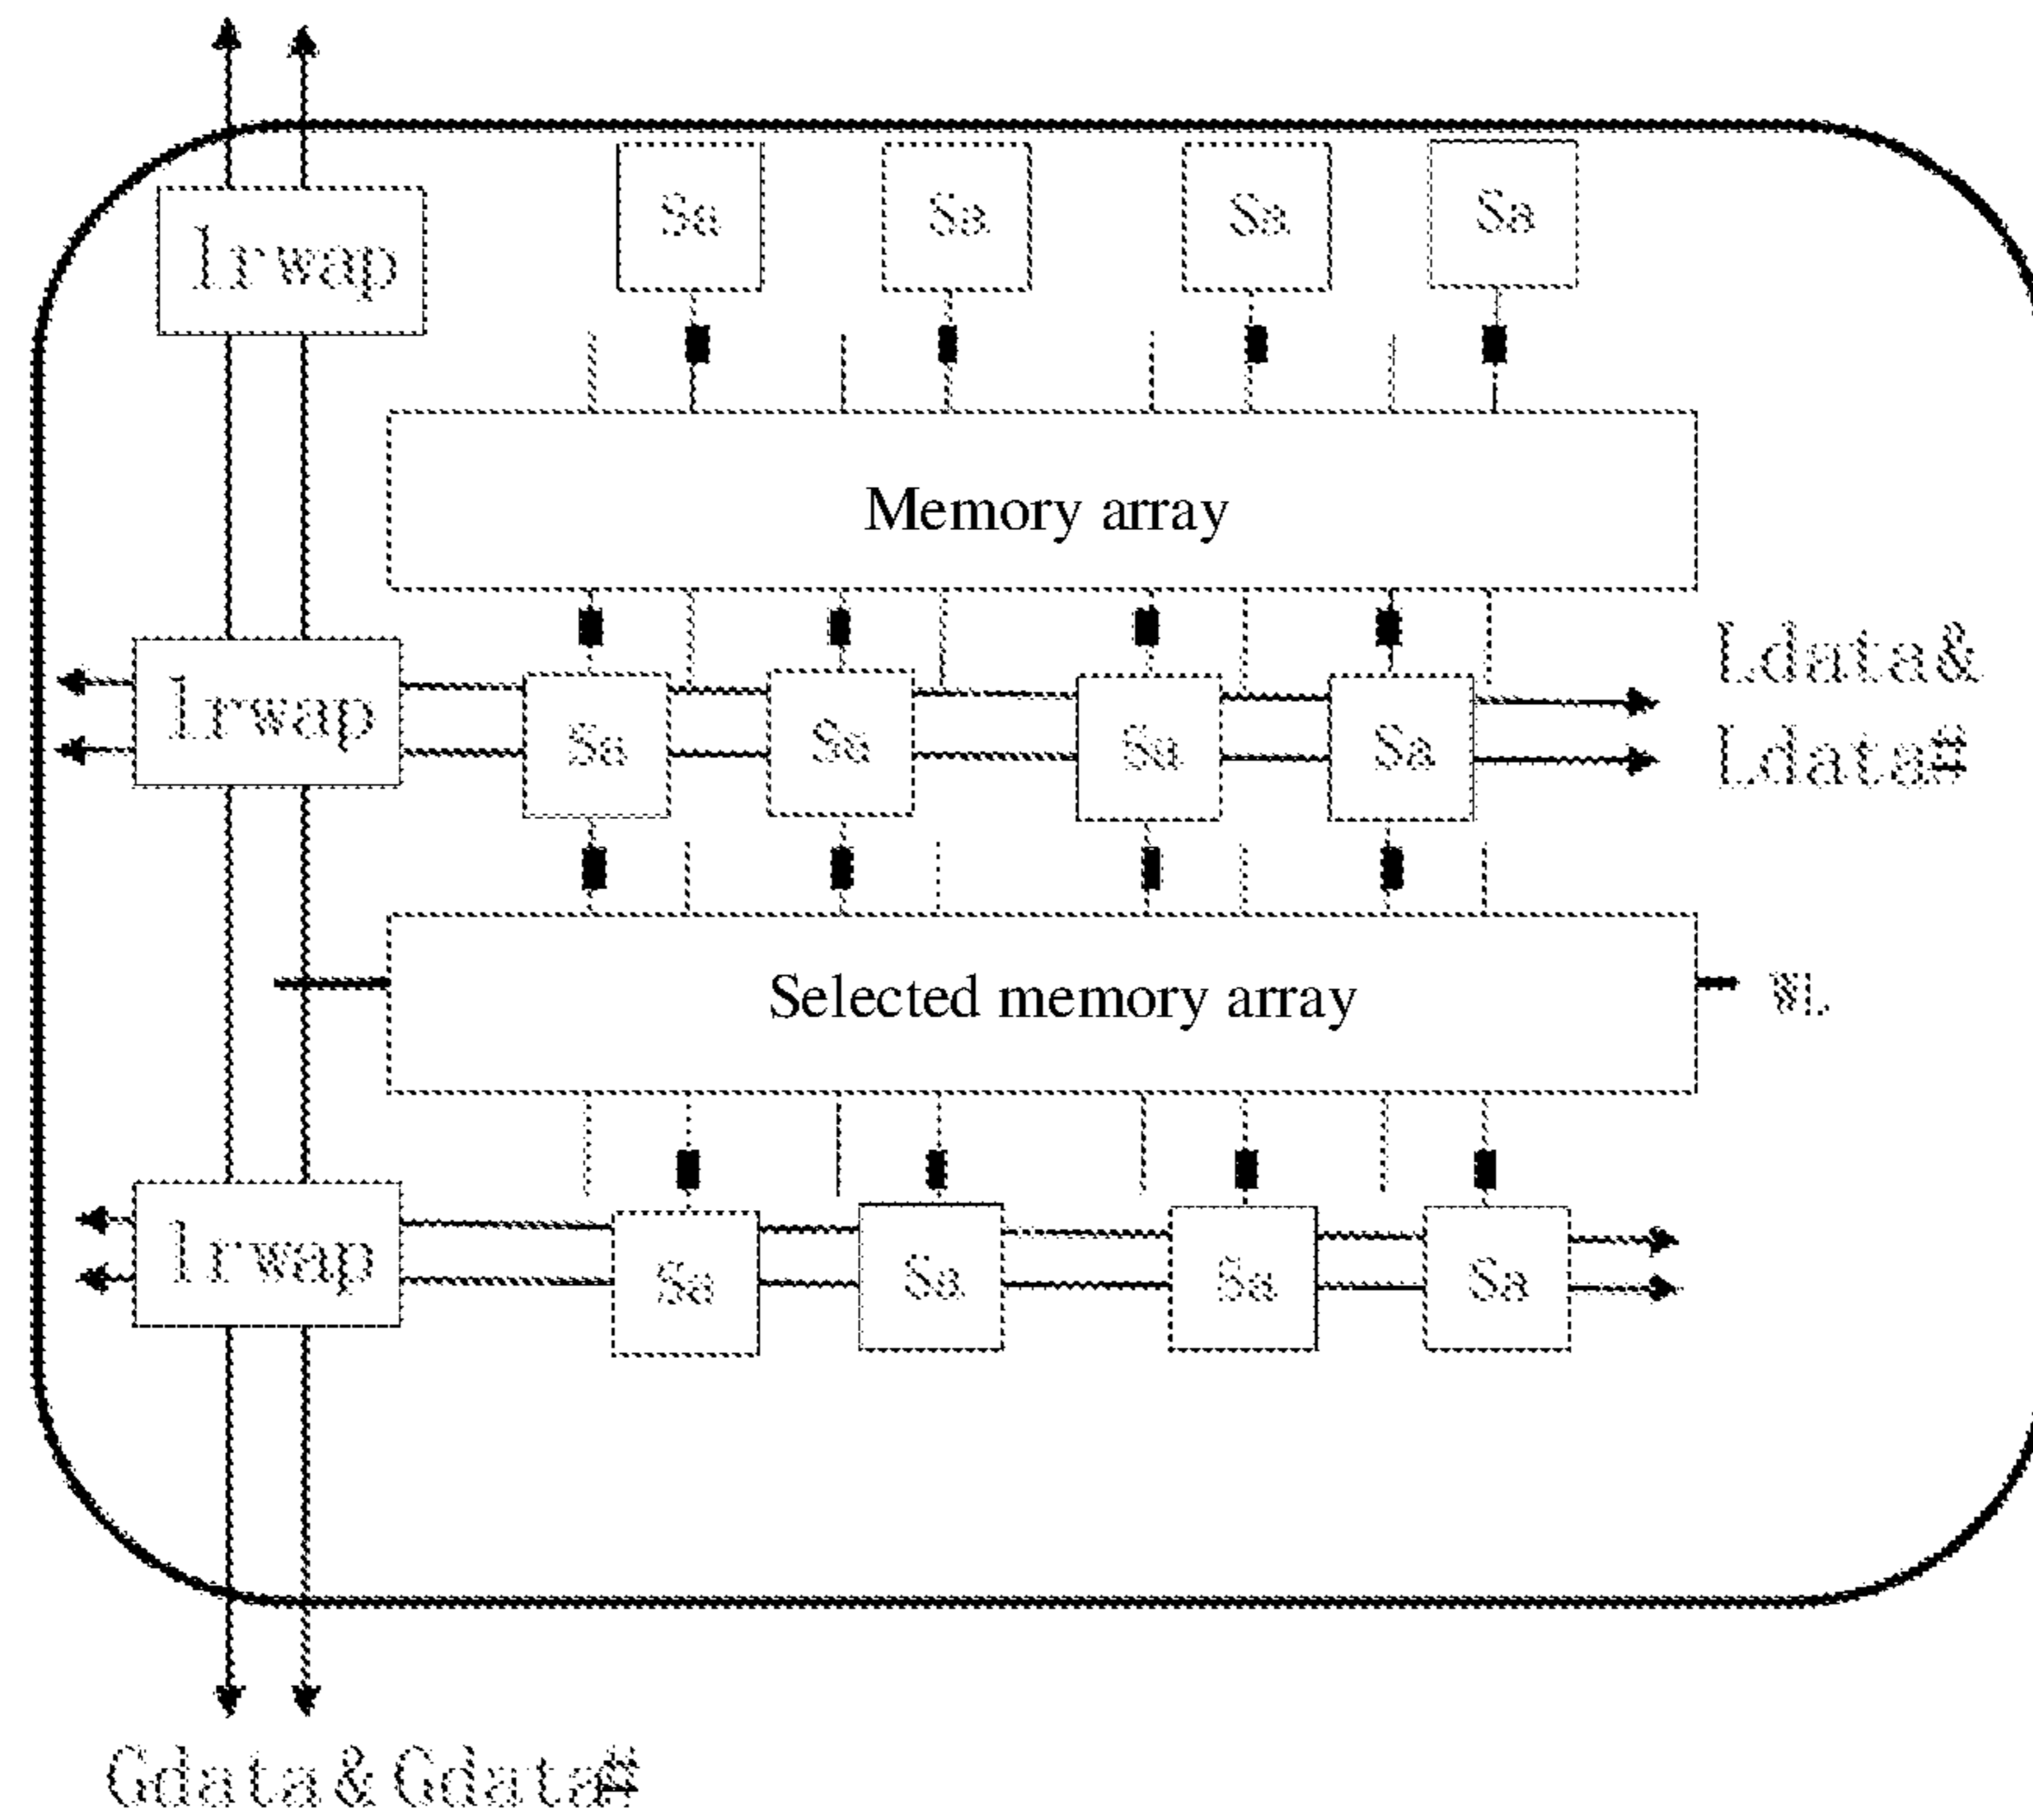 Sa Sa Sa Sa
lrwap
Memory array
Ldata&
lrwap Sa Sa Sa Sa
Ldata#
Selected memory array WL
lrwap Sa Sa Sa Sa
Gdata&Gdata#